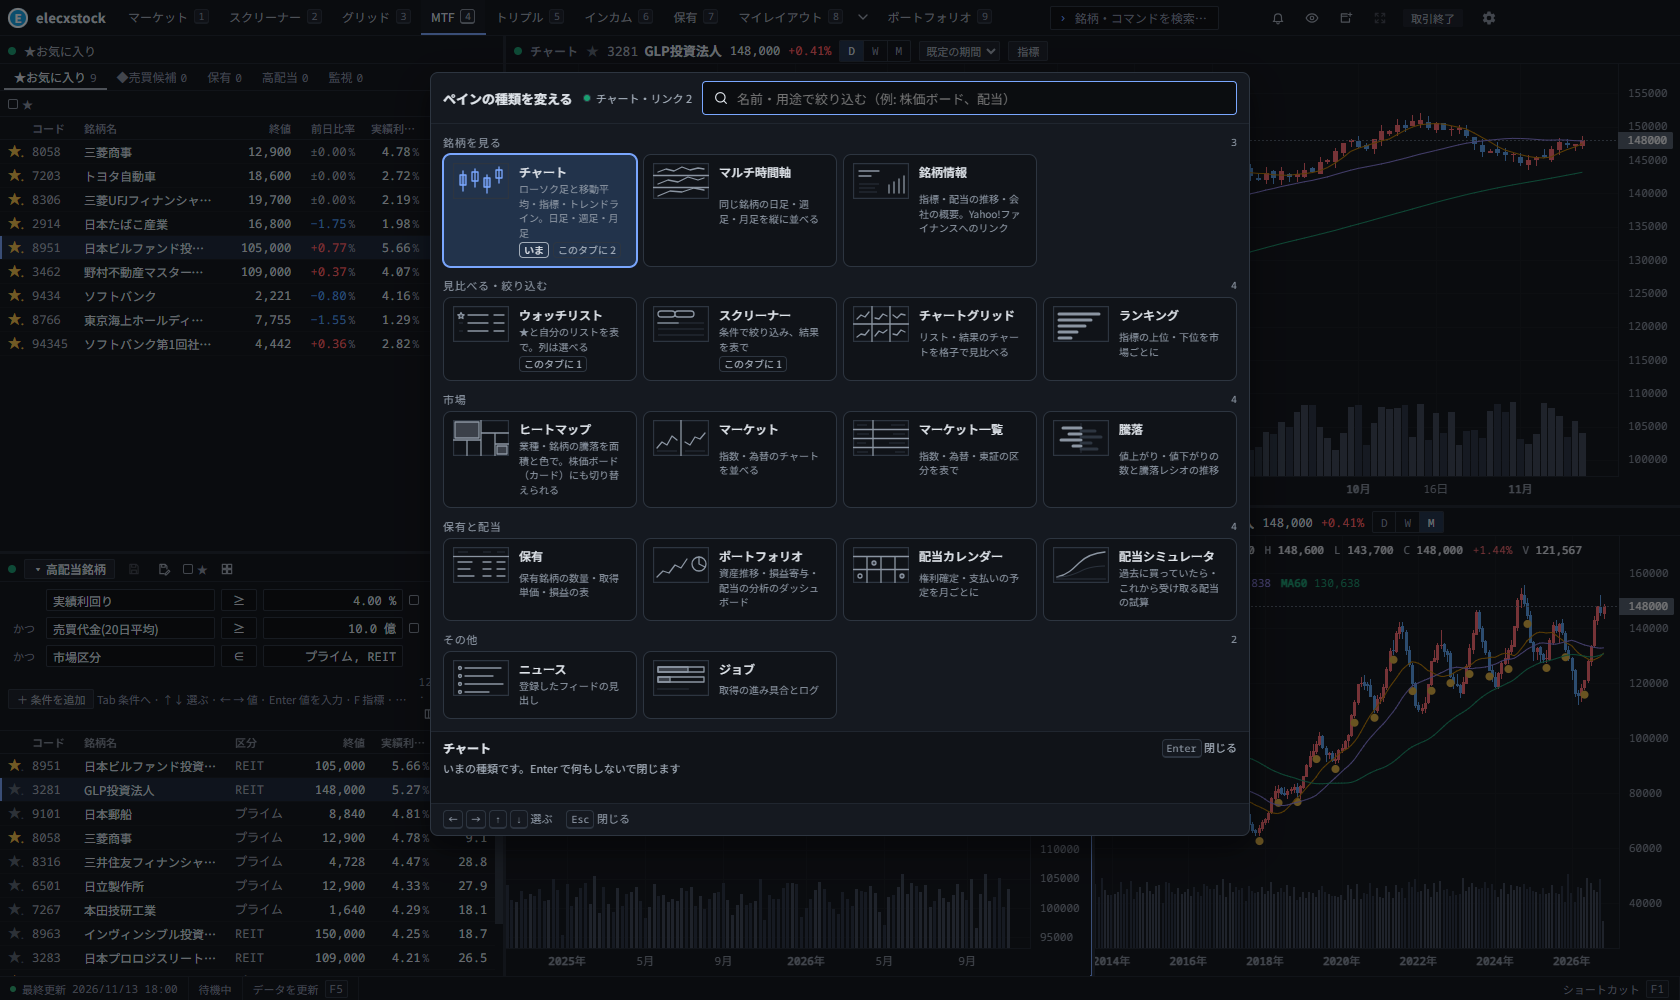 E elecxstock マーケット 1 スクリーナー 2 グリッド 3 MTF 4 トリプル 5 インカム 6 保有 7 マイレイアウト 8 ポートフォリオ 9 › 銘柄・コマンドを検索… 取引終了
★お気に入り
チャート ★ 3281 GLP投資法人 148,000 +0.41% D W M 既定の期間 指標
★お気に入り 9 ◆売買候補 0 保有 0 高配当 0 監視 0
★
コード 銘柄名 終値 前日比率 実績利…
★ 8058 三菱商事 12,900 ±0.00% 4.78%
★ 7203 トヨタ自動車 18,600 ±0.00% 2.72%
★ 8306 三菱UFJフィナンシャ… 19,700 ±0.00% 2.19%
★ 2914 日本たばこ産業 16,800 −1.75% 1.98%
★ 8951 日本ビルファンド投… 105,000 +0.77% 5.66%
★ 3462 野村不動産マスター… 109,000 +0.37% 4.07%
★ 9434 ソフトバンク 2,221 −0.80% 4.16%
★ 8766 東京海上ホールディ… 7,755 −1.55% 1.29%
★ 94345 ソフトバンク第1回社… 4,442 +0.36% 2.82%
ペインの種類を変える チャート・リンク 2 名前・用途で絞り込む（例: 株価ボード、配当）
銘柄を見る 3
チャート
ローソク足と移動平
均・指標・トレンドラ
イン。日足・週足・月
足
いま このタブに 2
マルチ時間軸
同じ銘柄の日足・週
足・月足を縦に並べる
銘柄情報
指標・配当の推移・会
社の概要。Yahoo!ファ
イナンスへのリンク
見比べる・絞り込む 4
ウォッチリスト
★と自分のリストを表
で。列は選べる
このタブに 1
スクリーナー
条件で絞り込み、結果
を表で
このタブに 1
チャートグリッド
リスト・結果のチャー
トを格子で見比べる
ランキング
指標の上位・下位を市
場ごとに
市場 4
ヒートマップ
業種・銘柄の騰落を面
積と色で。株価ボード
（カード）にも切り替
えられる
マーケット
指数・為替のチャート
を並べる
マーケット一覧
指数・為替・東証の区
分を表で
騰落
値上がり・値下がりの
数と騰落レシオの推移
保有と配当 4
保有
保有銘柄の数量・取得
単価・損益の表
ポートフォリオ
資産推移・損益寄与・
配当の分析のダッシュ
ボード
配当カレンダー
権利確定・支払いの予
定を月ごとに
配当シミュレータ
過去に買っていたら・
これから受け取る配当
の試算
その他 2
ニュース
登録したフィードの見
出し
ジョブ
取得の進み具合とログ
チャート Enter 閉じる
いまの種類です。Enter で何もしないで閉じます
← → ↑ ↓ 選ぶ Esc 閉じる
155000
150000
148000
145000
140000
135000
130000
125000
120000
115000
110000
105000
100000
10月 16日 11月
148,000 +0.41% D W M
H 148,600 L 143,700 C 148,000 +1.44% V 121,567
838 MA60 130,638
160000
148000
140000
120000
100000
80000
60000
40000
2014年 2016年 2018年 2020年 2022年 2024年 2026年
110000
105000
100000
95000
2025年 5月 9月 2026年 5月 9月
高配当銘柄 ★
実績利回り ≥ 4.00 %
かつ 売買代金(20日平均) ≥ 10.0 億
かつ 市場区分 ∈ プライム, REIT
12
＋条件を追加 Tab 条件へ・↑↓ 選ぶ・←→ 値・Enter 値を入力・F 指標・…
コード 銘柄名 区分 終値 実績利…
★ 8951 日本ビルファンド投資… REIT 105,000 5.66%
★ 3281 GLP投資法人 REIT 148,000 5.27%
★ 9101 日本郵船 プライム 8,840 4.81%
★ 8058 三菱商事 プライム 12,900 4.78% 9.1
★ 8316 三井住友フィナンシャ… プライム 4,728 4.47% 28.8
★ 6501 日立製作所 プライム 12,900 4.33% 27.9
★ 7267 本田技研工業 プライム 1,640 4.29% 18.1
★ 8963 インヴィンシブル投資… REIT 150,000 4.25% 18.7
★ 3283 日本プロロジスリート… REIT 109,000 4.21% 26.5
最終更新 2026/11/13 18:00 待機中 データを更新 F5 ショートカット F1